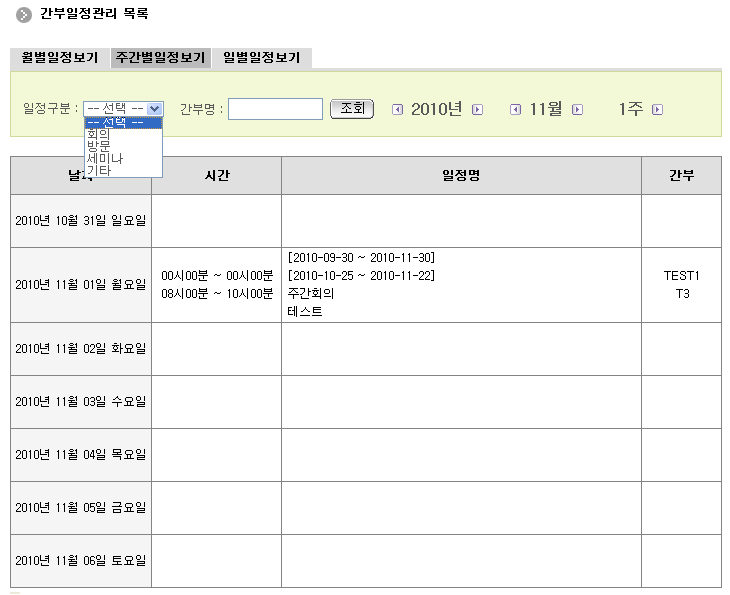 간부일정관리 목록
월별일정보기 주간별일정보기 일별일정보기
일정구분 : -- 선택 -- 간부명 : 조회 2010년 11월 1주
-- 선택 --
회의
방문
세미나
기타
시간 일정명 간부
2010년 10월 31일 일요일
2010년 11월 01일 월요일
00시00분 ~ 00시00분
08시00분 ~ 10시00분
[2010-09-30 ~ 2010-11-30]
[2010-10-25 ~ 2010-11-22]
주간회의
테스트
TEST1
T3
2010년 11월 02일 화요일
2010년 11월 03일 수요일
2010년 11월 04일 목요일
2010년 11월 05일 금요일
2010년 11월 06일 토요일